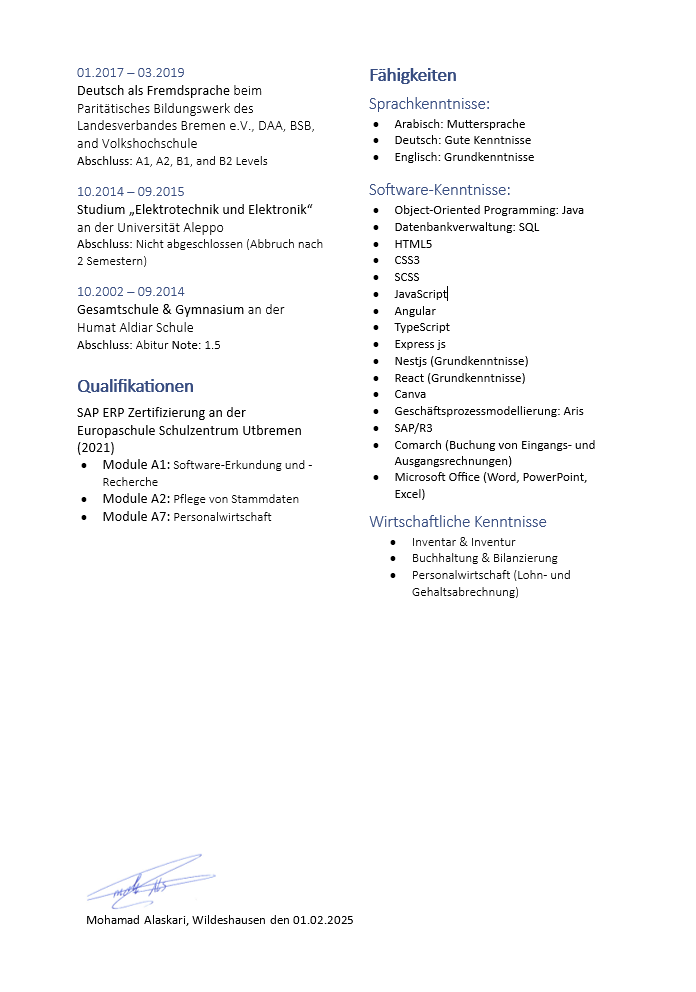 01.2017 – 03.2019
Deutsch als Fremdsprache beim
Paritätisches Bildungswerk des
Landesverbandes Bremen e.V., DAA, BSB,
and Volkshochschule
Abschluss: A1, A2, B1, and B2 Levels
10.2014 – 09.2015
Studium „Elektrotechnik und Elektronik“
an der Universität Aleppo
Abschluss: Nicht abgeschlossen (Abbruch nach
2 Semestern)
10.2002 – 09.2014
Gesamtschule & Gymnasium an der
Humat Aldiar Schule
Abschluss: Abitur Note: 1.5
Qualifikationen
SAP ERP Zertifizierung an der
Europaschule Schulzentrum Utbremen
(2021)
• Module A1: Software-Erkundung und -
Recherche
• Module A2: Pflege von Stammdaten
• Module A7: Personalwirtschaft
Fähigkeiten
Sprachkenntnisse:
• Arabisch: Muttersprache
• Deutsch: Gute Kenntnisse
• Englisch: Grundkenntnisse
Software-Kenntnisse:
• Object-Oriented Programming: Java
• Datenbankverwaltung: SQL
• HTML5
• CSS3
• SCSS
• JavaScript
• Angular
• TypeScript
• Express js
• Nestjs (Grundkenntnisse)
• React (Grundkenntnisse)
• Canva
• Geschäftsprozessmodellierung: Aris
• SAP/R3
• Comarch (Buchung von Eingangs- und
Ausgangsrechnungen)
• Microsoft Office (Word, PowerPoint,
Excel)
Wirtschaftliche Kenntnisse
• Inventar & Inventur
• Buchhaltung & Bilanzierung
• Personalwirtschaft (Lohn- und
Gehaltsabrechnung)
Mohamad Alaskari, Wildeshausen den 01.02.2025